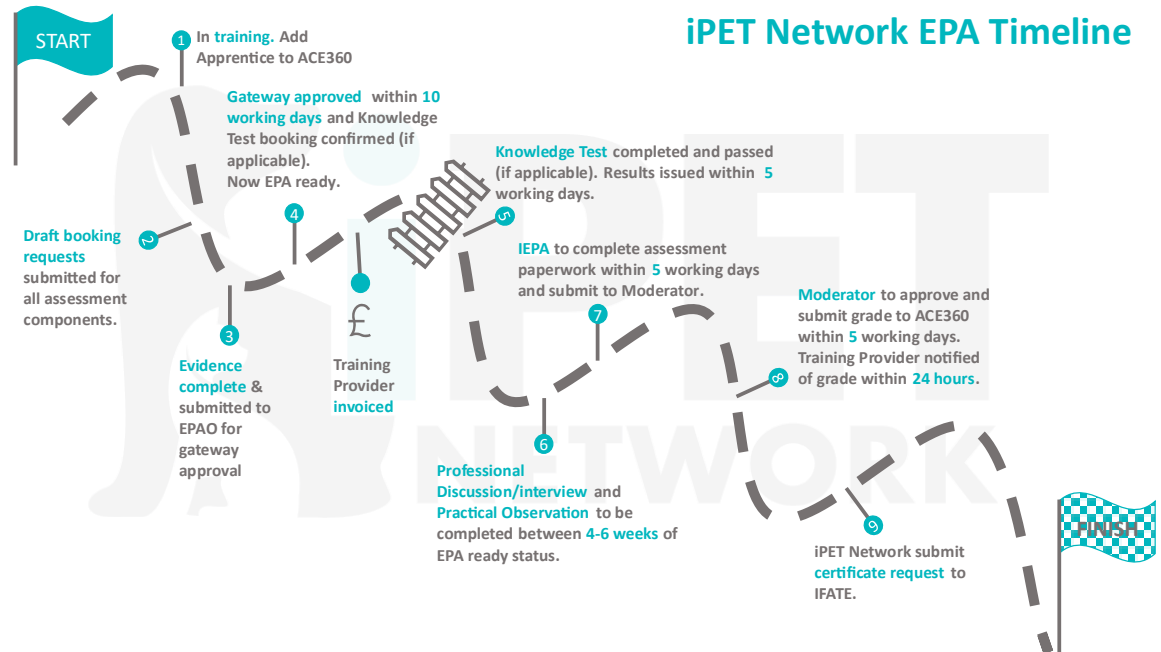 iPET Network EPA Timeline
START
1
In training. Add
Apprentice to ACE360
2
Draft booking
requests
submitted for
all assessment
components.
3
Evidence
complete &
submitted to
EPAO for
gateway
approval
4
Gateway approved within 10
working days and Knowledge
Test booking confirmed (if
applicable).
Now EPA ready.
£
Training
Provider
invoiced
5
Knowledge Test completed and passed
(if applicable). Results issued within 5
working days.
6
Professional
Discussion/interview and
Practical Observation to be
completed between 4-6 weeks of
EPA ready status.
7
IEPA to complete assessment
paperwork within 5 working days
and submit to Moderator.
8
Moderator to approve and
submit grade to ACE360
within 5 working days.
Training Provider notified
of grade within 24 hours.
9
iPET Network submit
certificate request to
IFATE.
FINISH
iPET
NETWORK